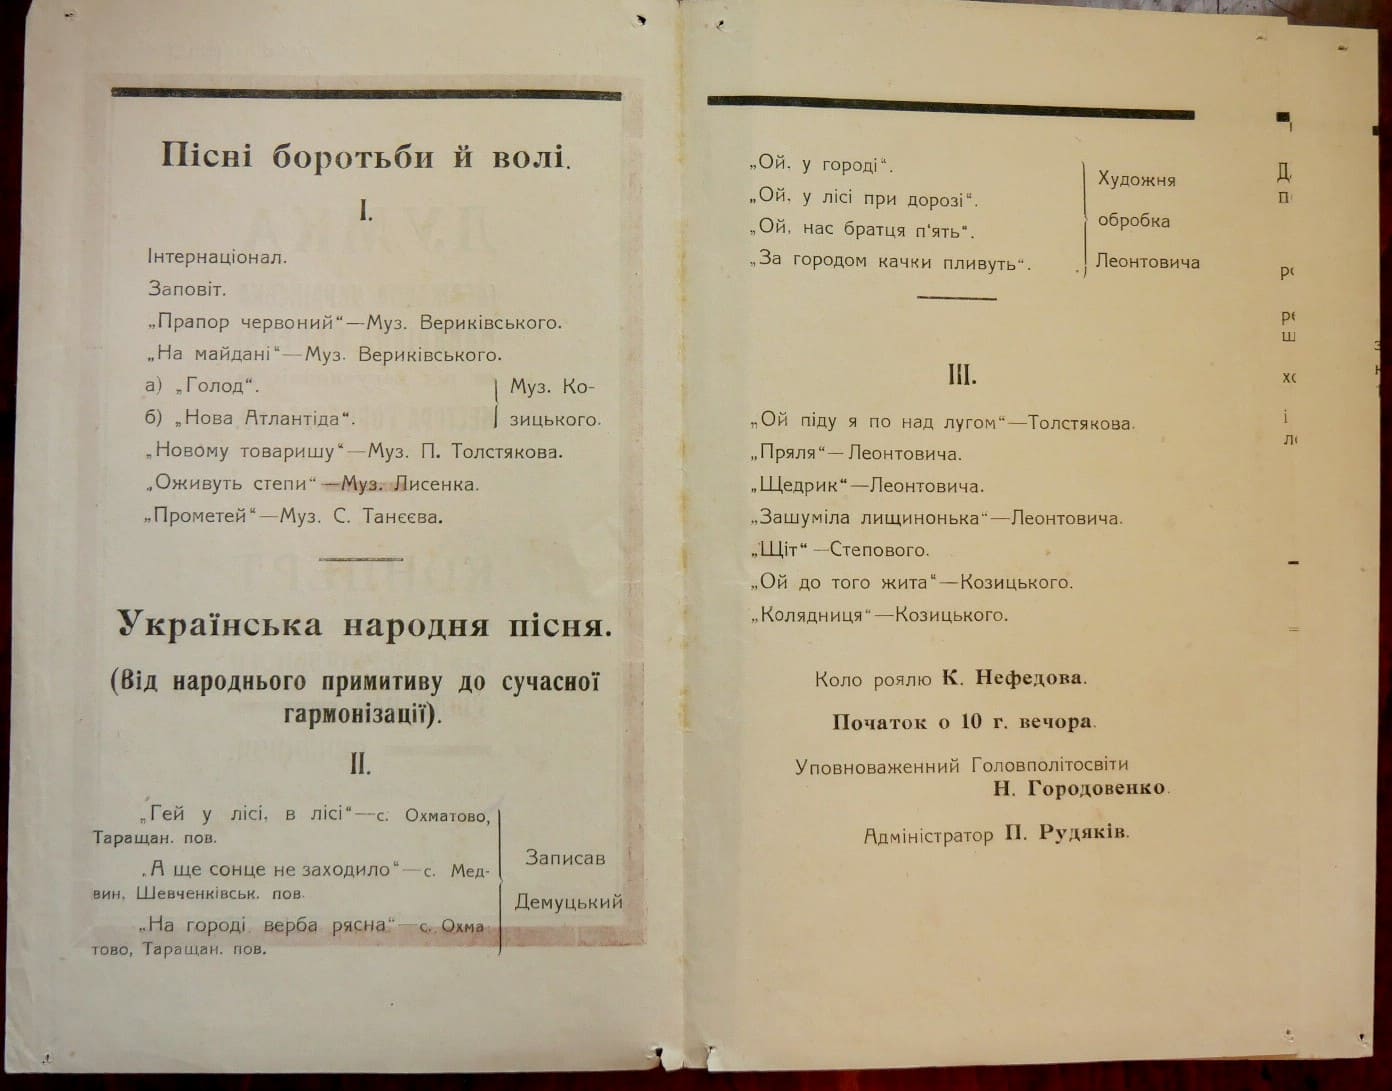 Пісні боротьби й волі.
I.
Інтернаціонал.
Заповіт.
„Прапор червоний“—Муз. Вериківського.
„На майдані“—Муз. Вериківського.
а) „Голод“.
б) „Нова Атлантіда“.
Муз. Ко-
зицького.
„Новому товаришу“—Муз. П. Толстякова.
„Оживуть степи“—Муз. Лисенка.
„Прометей“—Муз. С. Танєєва.
Українська народня пісня.
(Від народнього примитиву до сучасної
гармонізації).
II.
„Гей у лісі, в лісі“—с. Охматово,
Таращан. пов.
„А ще сонце не заходило“—с. Мед-
вин, Шевченківськ. пов.
„На городі верба рясна“—с. Охма
тово, Таращан. пов.
Записав
Демуцький
„Ой, у городі“.
„Ой, у лісі при дорозі“.
„Ой, нас братця п‘ять“.
„За городом качки пливуть“.
Художня
обробка
Леонтовича
III.
„Ой піду я по над лугом“—Толстякова.
„Пряля“—Леонтовича.
„Щедрик“—Леонтовича.
„Зашуміла лищинонька“—Леонтовича.
„Щіт“—Степового.
„Ой до того жита“—Козицького.
„Колядниця“—Козицького.
Коло роялю К. Нефедова.
Початок о 10 г. вечора.
Уповноваженний Головполітосвіти
Н. Городовенко.
Адміністратор П. Рудяків.